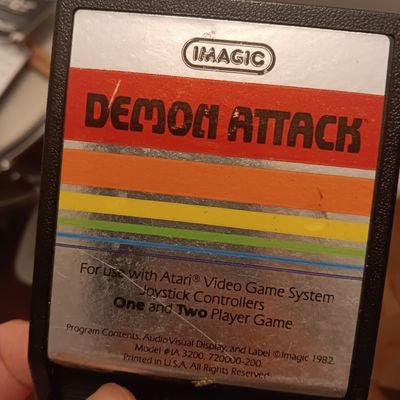 IMAGIC
DEMON ATTACK
For use with Atari® Video Game System
Joystick Controllers
One and Two Player Game
Program Contents, Audio Visual Display, and Label © Imagic 1982
Model # IA 3200, 720000-200.
Printed in U.S.A. All Rights Reserved